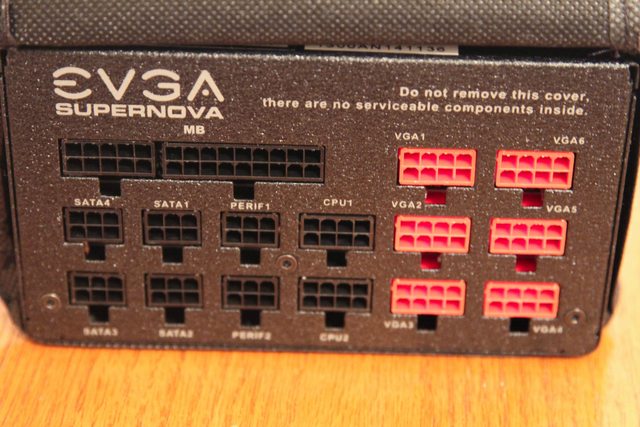 EVGA
SUPERNOVA
Do not remove this cover,
there are no serviceable components inside.
MB
VGA1
VGA6
SATA4
SATA1
PERIF1
CPU1
VGA2
VGA5
SATA3
SATA2
PERIF2
CPU2
VGA3
VGA4